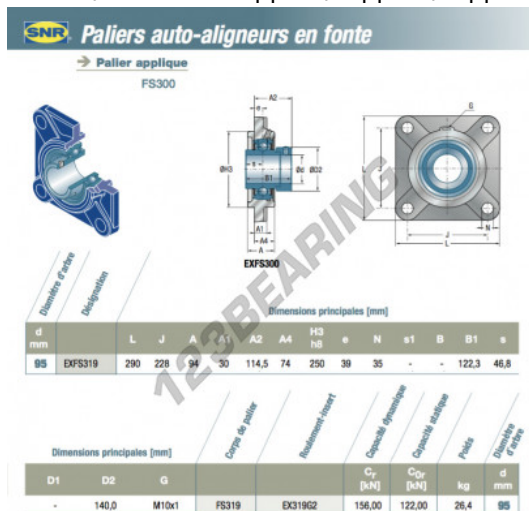 SNR Paliers auto-aligneurs en fonte
Palier applique
FS300
A2
e
G
s
B1
ØH3
Ød
ØD2
L
J
A1
A4
A
N
J
L
EXFS300
Diamètre d'arbre
Désignation
Dimensions principales [mm]
d mm L J A A1 A2 A4 H3 h8 e N s1 B B1 s
95 EXFS319 290 228 94 30 114,5 74 250 39 35 - - 122,3 46,8
123BEARING
Dimensions principales [mm]
Corps de palier
Roulement-insert
Capacité dynamique
Capacité statique
Poids
Diamètre d'arbre
D1 D2 G Cr [kN] C0r [kN] kg d mm
- 140,0 M10x1 FS319 EX319G2 156,00 122,00 26,4 95